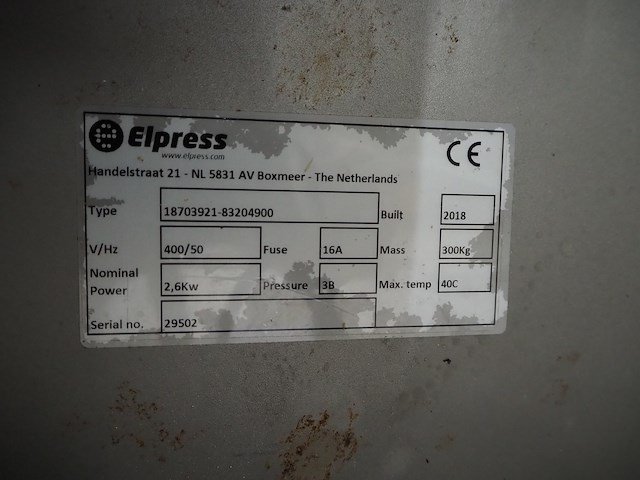 Elpress
www.elpress.com
CE
Handelstraat 21 - NL 5831 AV Boxmeer - The Netherlands
Type 18703921-83204900 Built 2018
V/Hz 400/50 Fuse 16A Mass 300Kg
Nominal Power 2,6Kw Pressure 3B Max. temp 40C
Serial no. 29502